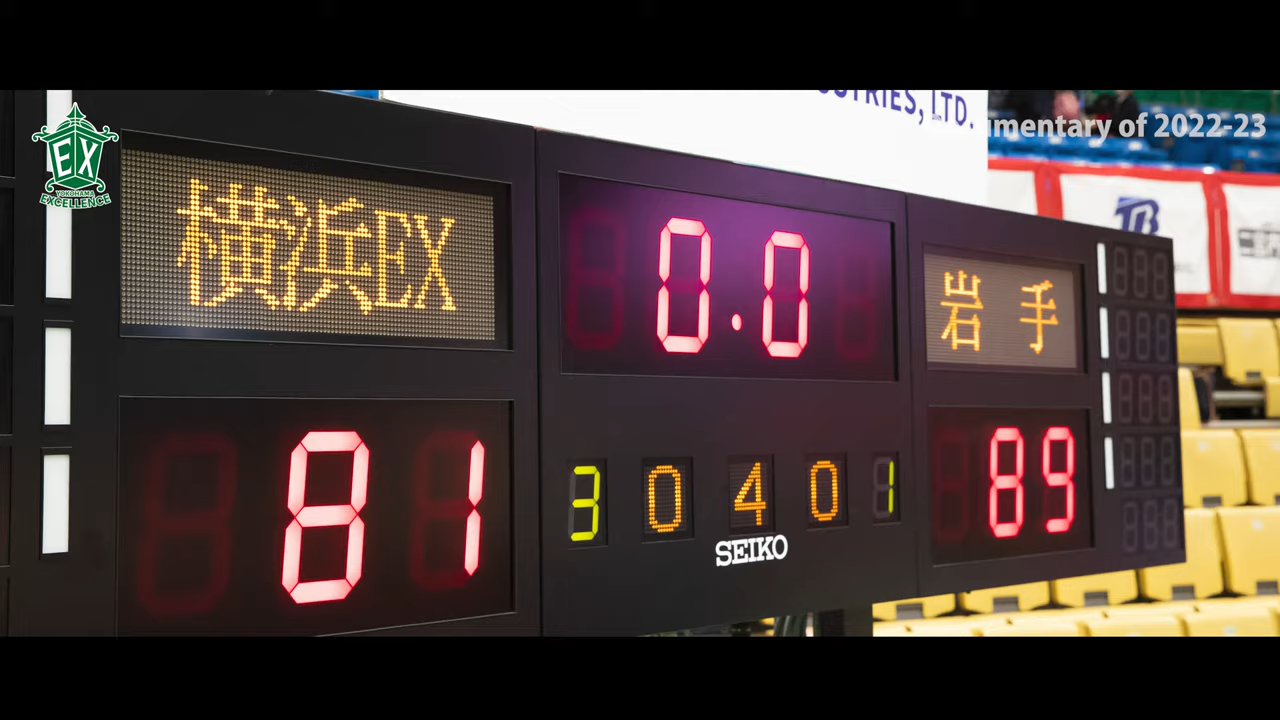 USTRIES, LTD.
umentary of 2022-23
EX
YOKOHAMA
EXCELLENCE
TB
横浜EX
0.0
岩手
81
3 0 4 0 1
89
SEIKO